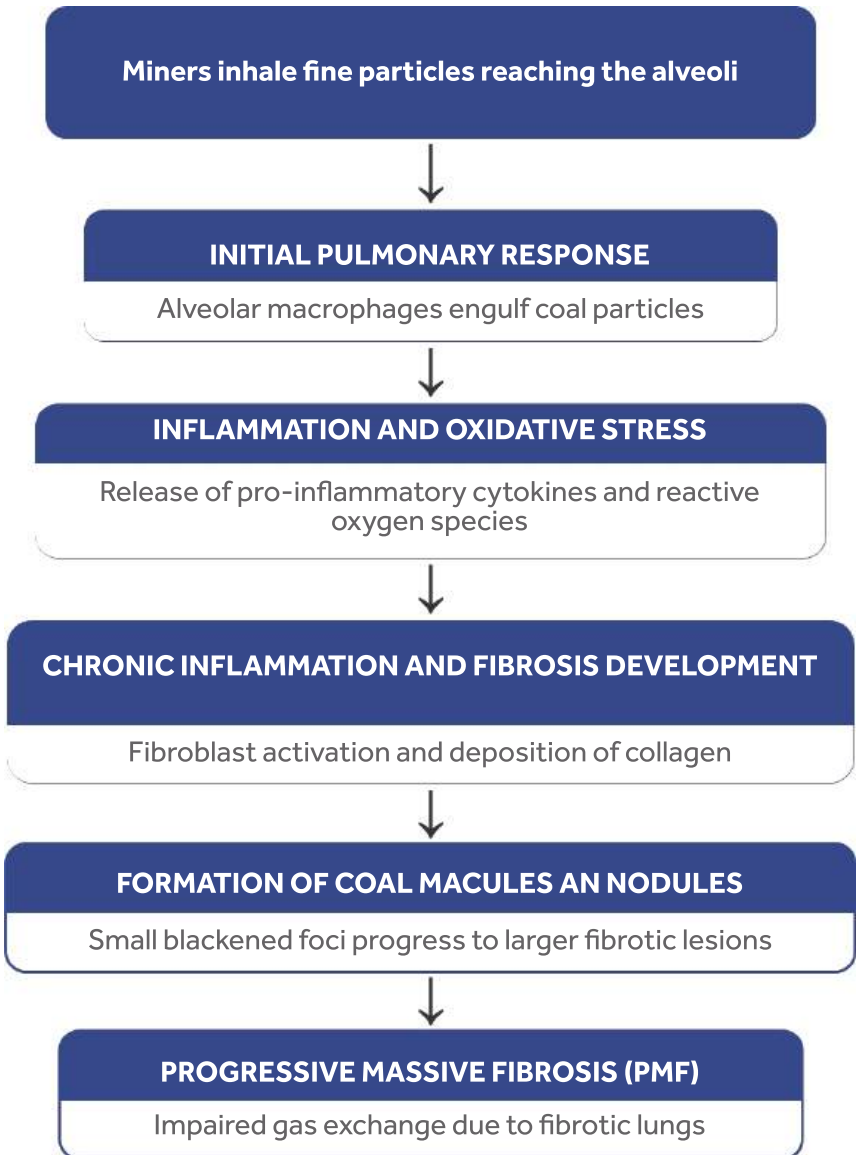 Miners inhale fine particles reaching the alveoli
INITIAL PULMONARY RESPONSE
Alveolar macrophages engulf coal particles
INFLAMMATION AND OXIDATIVE STRESS
Release of pro-inflammatory cytokines and reactive
oxygen species
CHRONIC INFLAMMATION AND FIBROSIS DEVELOPMENT
Fibroblast activation and deposition of collagen
FORMATION OF COAL MACULES AN NODULES
Small blackened foci progress to larger fibrotic lesions
PROGRESSIVE MASSIVE FIBROSIS (PMF)
Impaired gas exchange due to fibrotic lungs